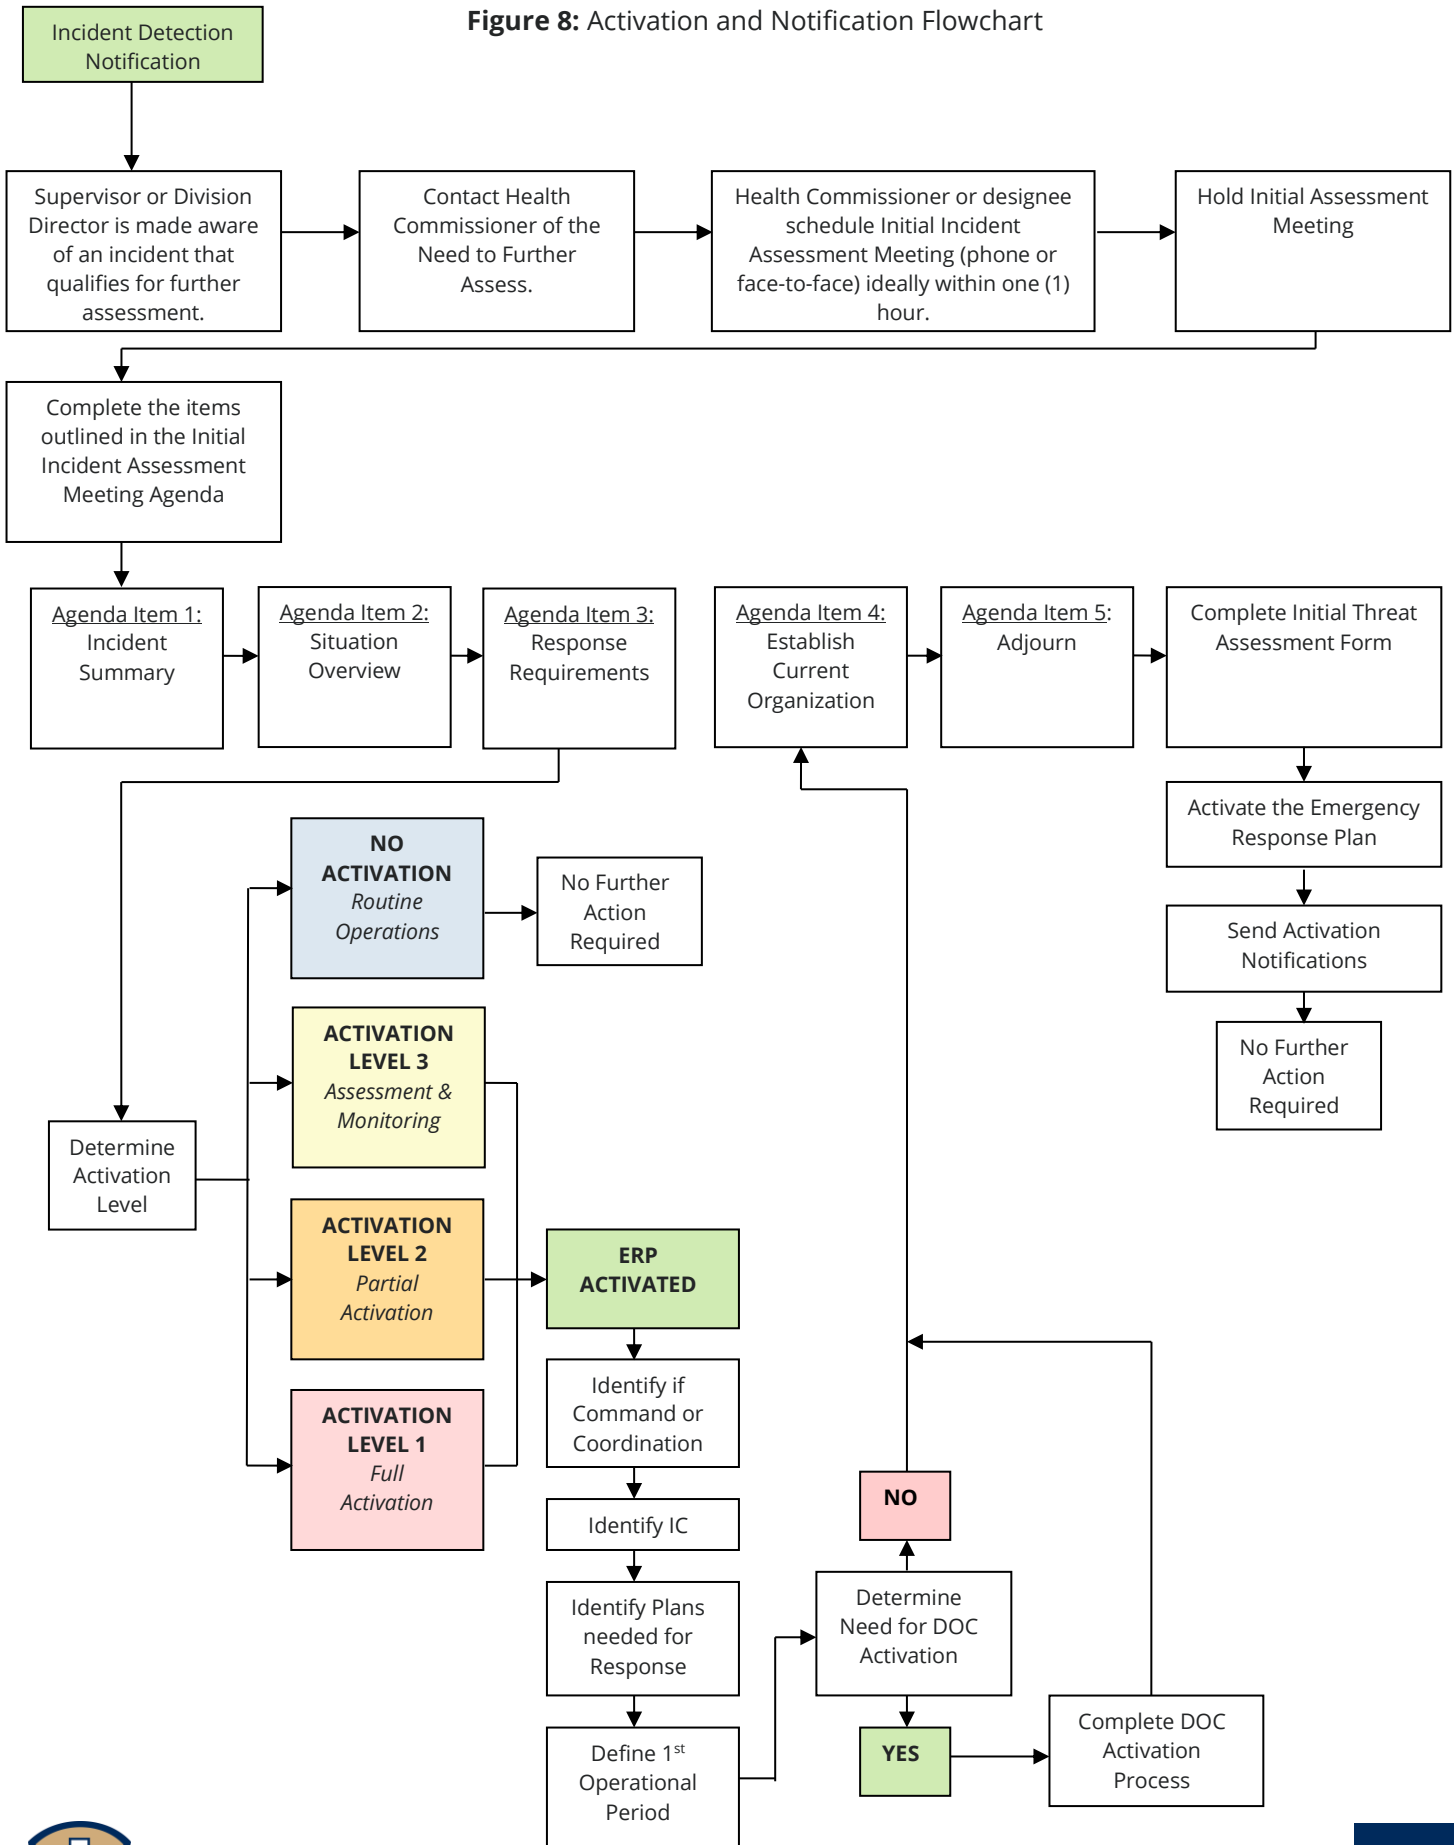 Figure 8: Activation and Notification Flowchart
Incident Detection
Notification
Supervisor or Division
Director is made aware
of an incident that
qualifies for further
assessment.
Contact Health
Commissioner of the
Need to Further
Assess.
Health Commissioner or designee
schedule Initial Incident
Assessment Meeting (phone or
face-to-face) ideally within one (1)
hour.
Hold Initial Assessment
Meeting
Complete the items
outlined in the Initial
Incident Assessment
Meeting Agenda
Agenda Item 1:
Incident
Summary
Agenda Item 2:
Situation
Overview
Agenda Item 3:
Response
Requirements
Agenda Item 4:
Establish
Current
Organization
Agenda Item 5:
Adjourn
Complete Initial Threat
Assessment Form
Activate the Emergency
Response Plan
Send Activation
Notifications
No Further
Action
Required
Determine
Activation
Level
NO
ACTIVATION
Routine
Operations
No Further
Action
Required
ACTIVATION
LEVEL 3
Assessment &
Monitoring
ACTIVATION
LEVEL 2
Partial
Activation
ACTIVATION
LEVEL 1
Full
Activation
ERP
ACTIVATED
Identify if
Command or
Coordination
Identify IC
Identify Plans
needed for
Response
Define 1st
Operational
Period
Determine
Need for DOC
Activation
NO
YES
Complete DOC
Activation
Process